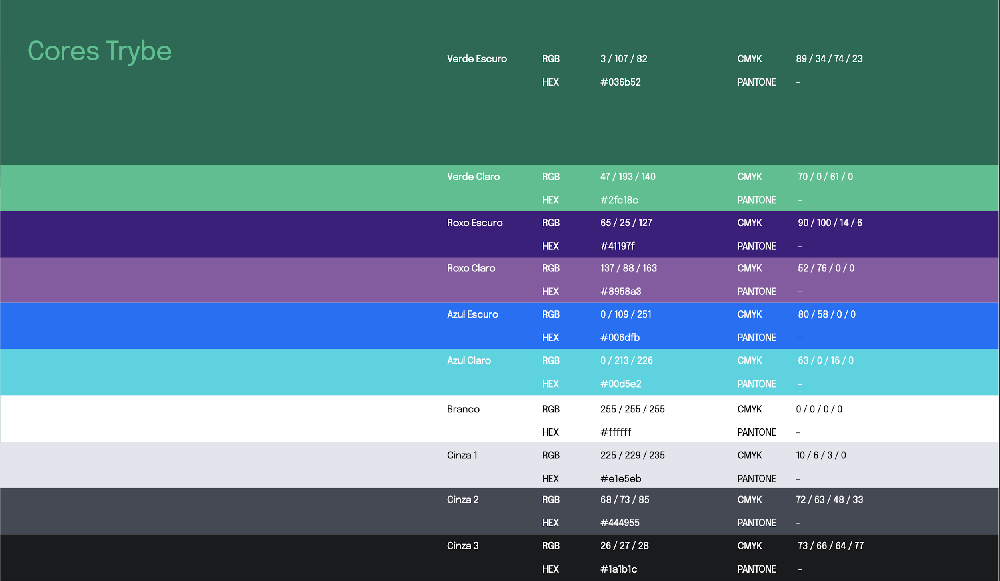 Cores Trybe
Verde Escuro RGB 3 / 107 / 82 CMYK 89 / 34 / 74 / 23
HEX #036b52 PANTONE -
Verde Claro RGB 47 / 193 / 140 CMYK 70 / 0 / 61 / 0
HEX #2fc18c PANTONE -
Roxo Escuro RGB 65 / 25 / 127 CMYK 90 / 100 / 14 / 6
HEX #41197f PANTONE -
Roxo Claro RGB 137 / 88 / 163 CMYK 52 / 76 / 0 / 0
HEX #8958a3 PANTONE -
Azul Escuro RGB 0 / 109 / 251 CMYK 80 / 58 / 0 / 0
HEX #006dfb PANTONE -
Azul Claro RGB 0 / 213 / 226 CMYK 63 / 0 / 16 / 0
HEX #00d5e2 PANTONE -
Branco RGB 255 / 255 / 255 CMYK 0 / 0 / 0 / 0
HEX #ffffff PANTONE -
Cinza 1 RGB 225 / 229 / 235 CMYK 10 / 6 / 3 / 0
HEX #e1e5eb PANTONE -
Cinza 2 RGB 68 / 73 / 85 CMYK 72 / 63 / 48 / 33
HEX #444955 PANTONE -
Cinza 3 RGB 26 / 27 / 28 CMYK 73 / 66 / 64 / 77
HEX #1a1b1c PANTONE -